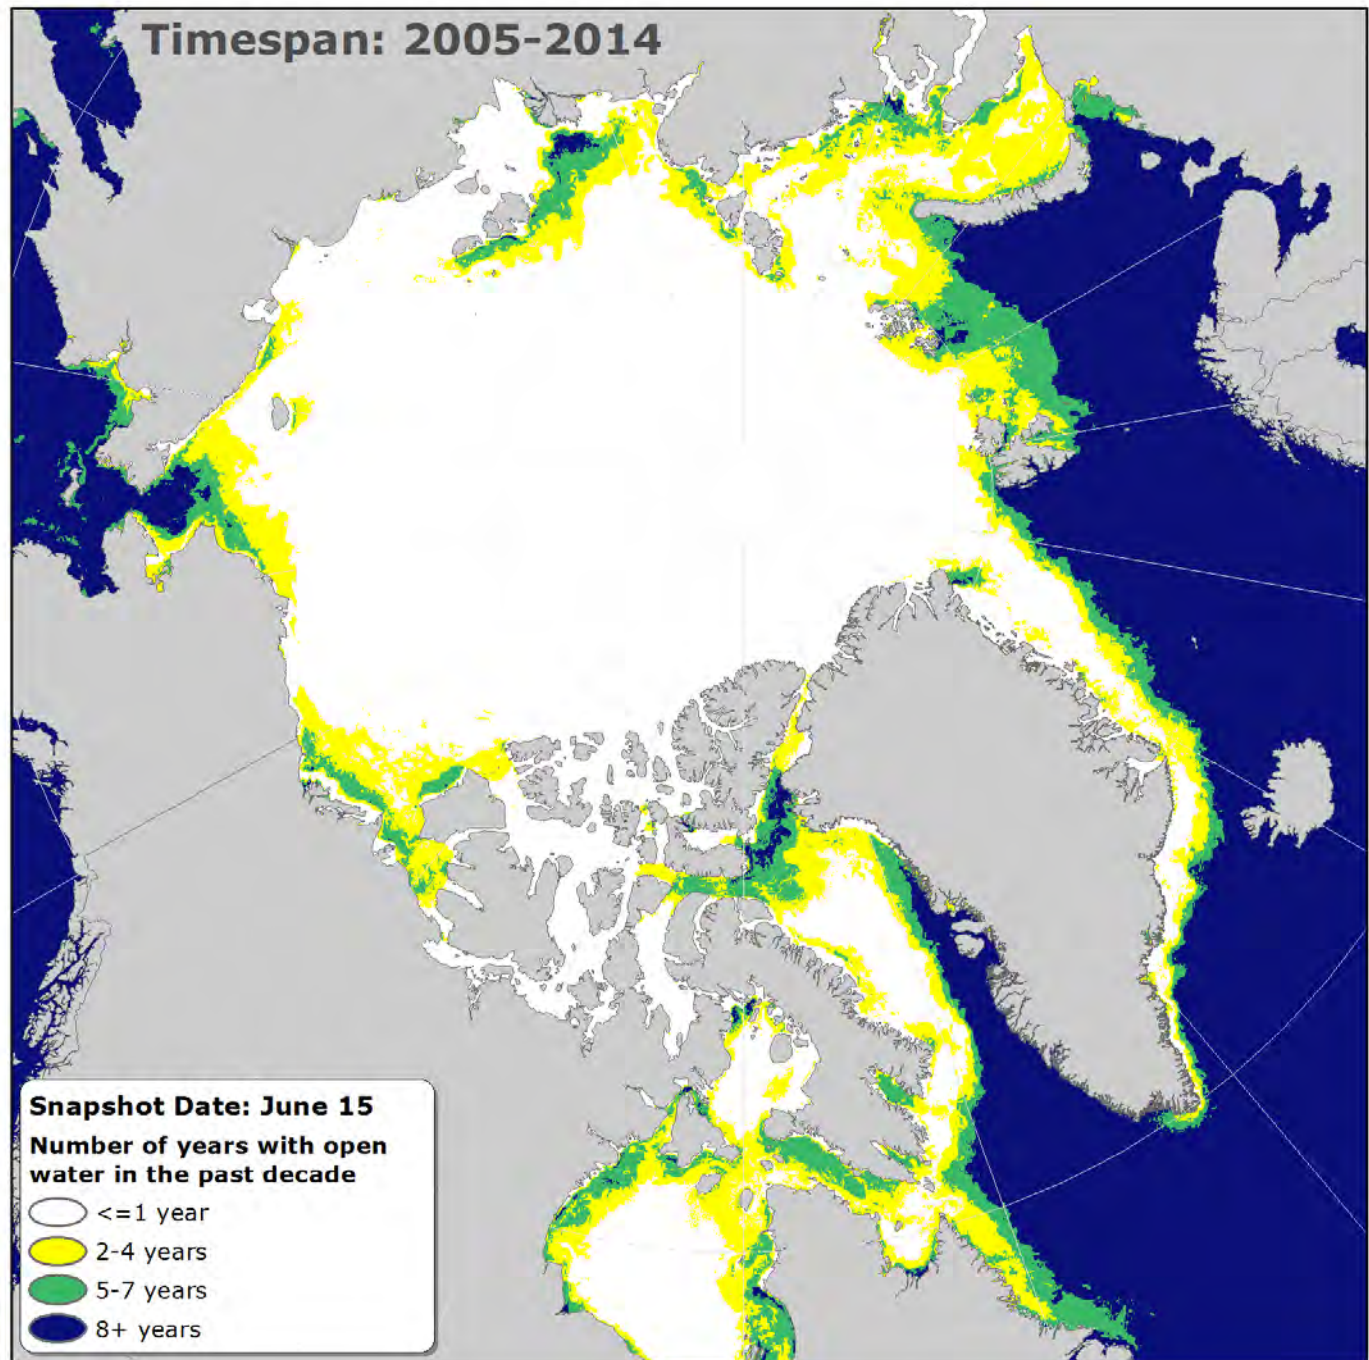 Timespan: 2005-2014
Snapshot Date: June 15
Number of years with open
water in the past decade
<=1 year
2-4 years
5-7 years
8+ years